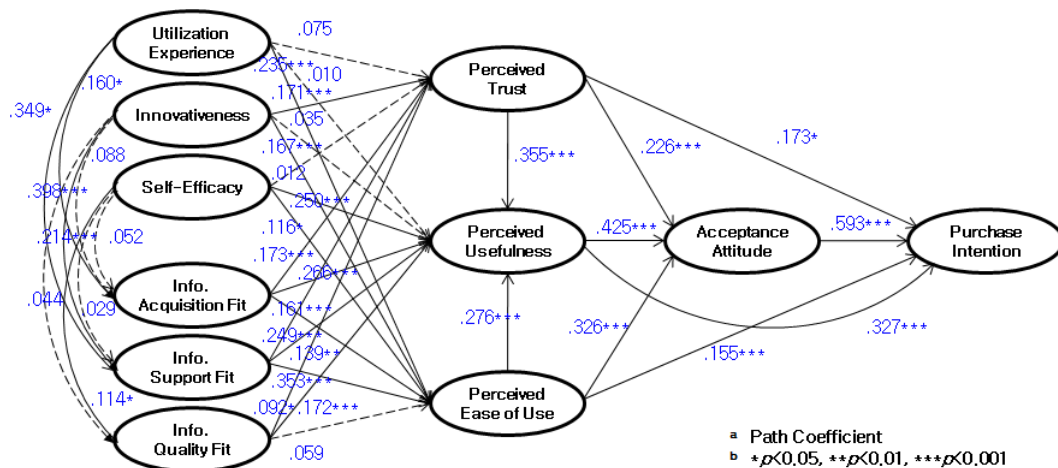 Utilization
Experience
Innovativeness
Self-Efficacy
Info.
Acquisition Fit
Info.
Support Fit
Info.
Quality Fit
Perceived
Trust
Perceived
Usefulness
Perceived
Ease of Use
Acceptance
Attitude
Purchase
Intention
.075
.235***
.010
.160*
.171***
.349*
.035
.088
.167***
.012
.398***
.250***
.214***
.052
.116*
.173***
.266***
.044
.029
.161***
.249***
.139**
.353***
.114*
.092*
.172***
.059
.355***
.276***
.226***
.425***
.326***
.173*
.593***
.327***
.155***
a Path Coefficient
b *p<0.05, **p<0.01, ***p<0.001